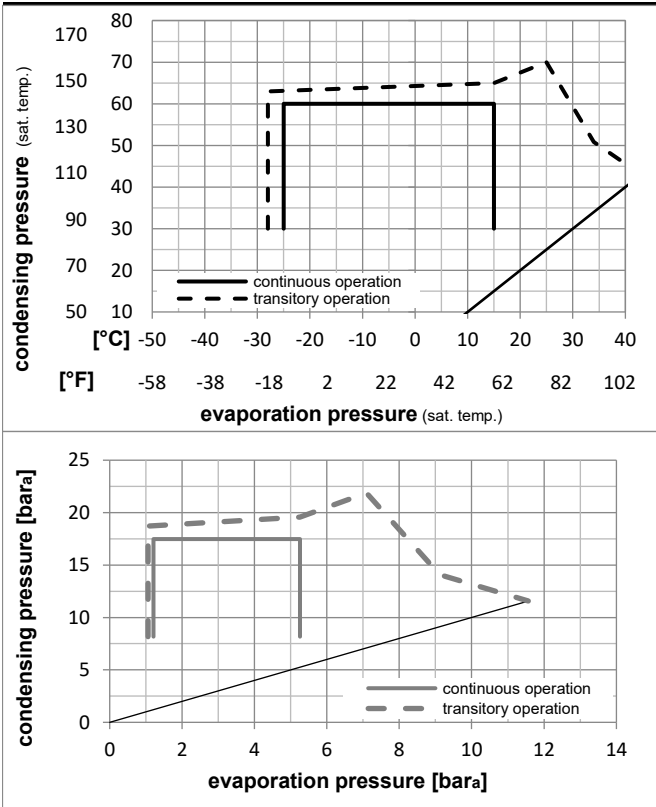 170
150
130
110
90
70
50
80
70
60
50
40
30
20
10
condensing pressure (sat. temp.)
continuous operation
transitory operation
[°C] -50 -40 -30 -20 -10 0 10 20 30 40
[°F] -58 -38 -18 2 22 42 62 82 102
evaporation pressure (sat. temp.)
25
20
15
10
5
0
condensing pressure [bara]
continuous operation
transitory operation
0 2 4 6 8 10 12 14
evaporation pressure [bara]